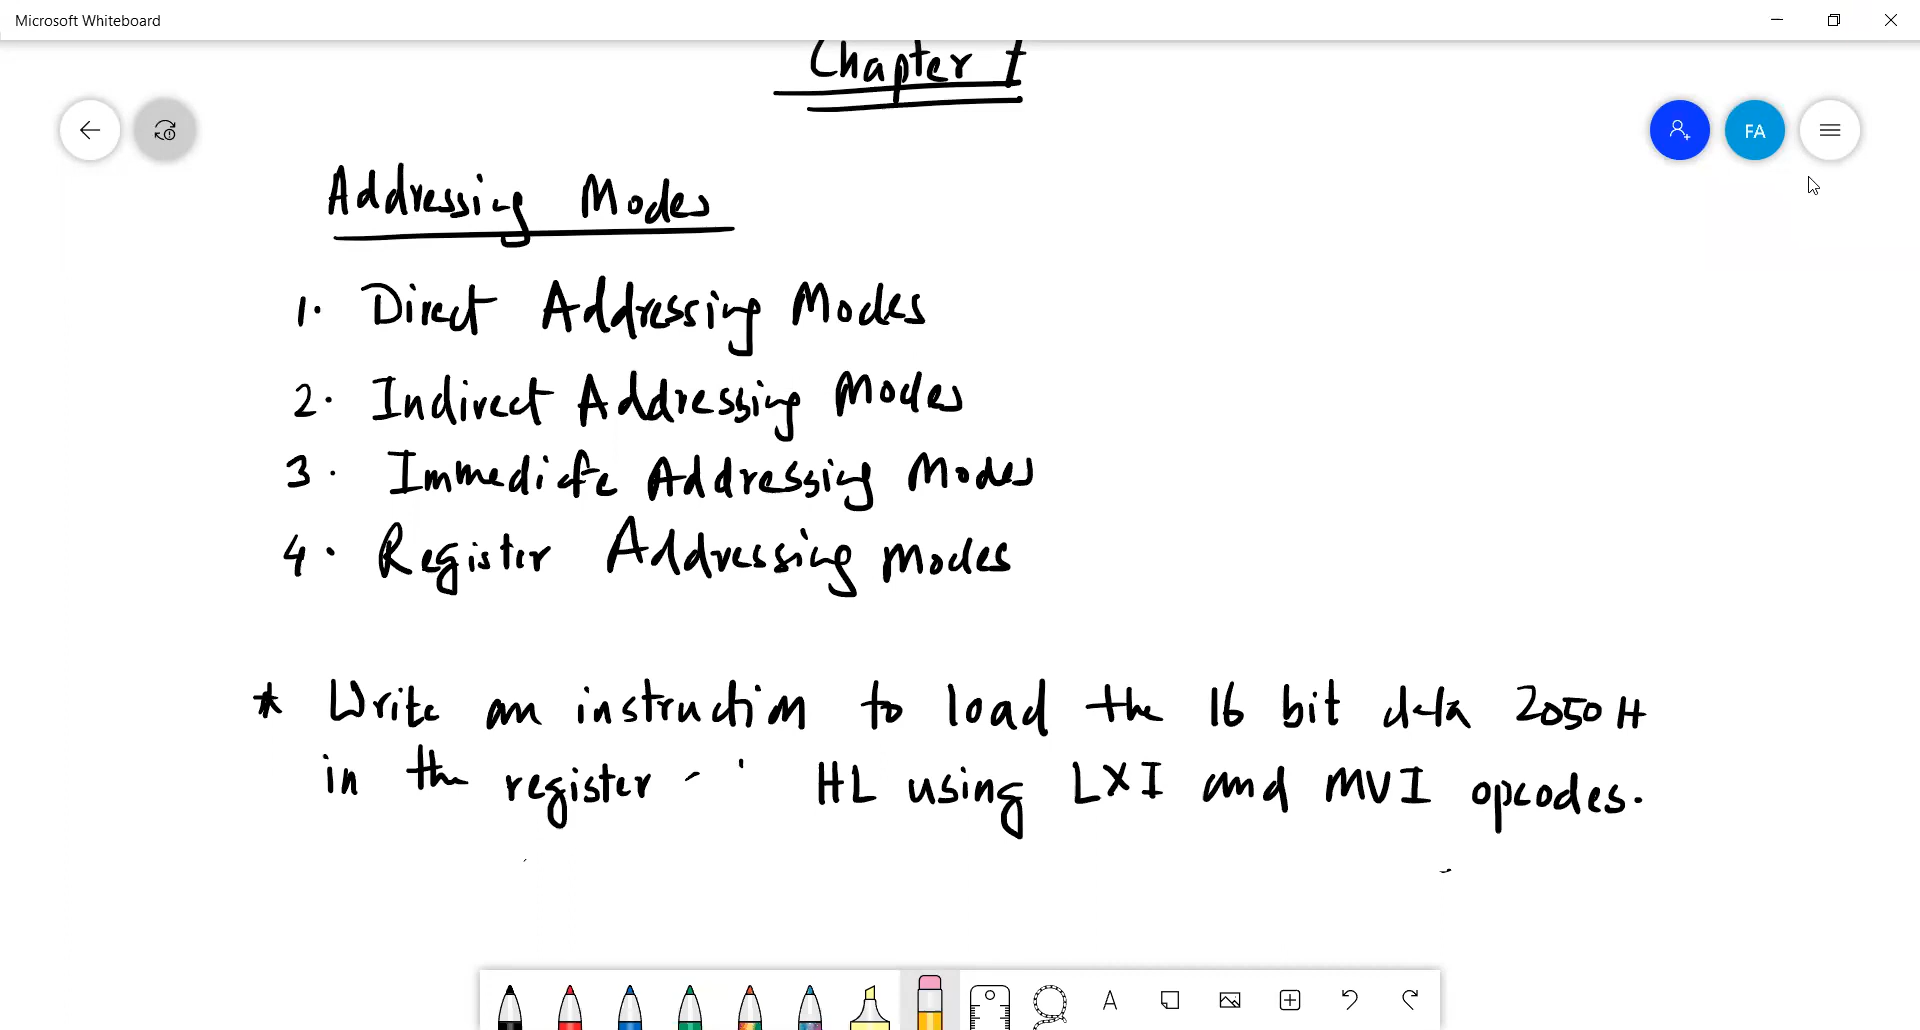 Microsoft Whiteboard
Chapter 7
FA
Addressing Modes
1. Direct Addressing Modes
2. Indirect Addressing Modes
3. Immediate Addressing Modes
4. Register Addressing Modes
* Write an instruction to load the 16 bit data 2050 H
in the register HL using LXI and MVI opcodes.
A